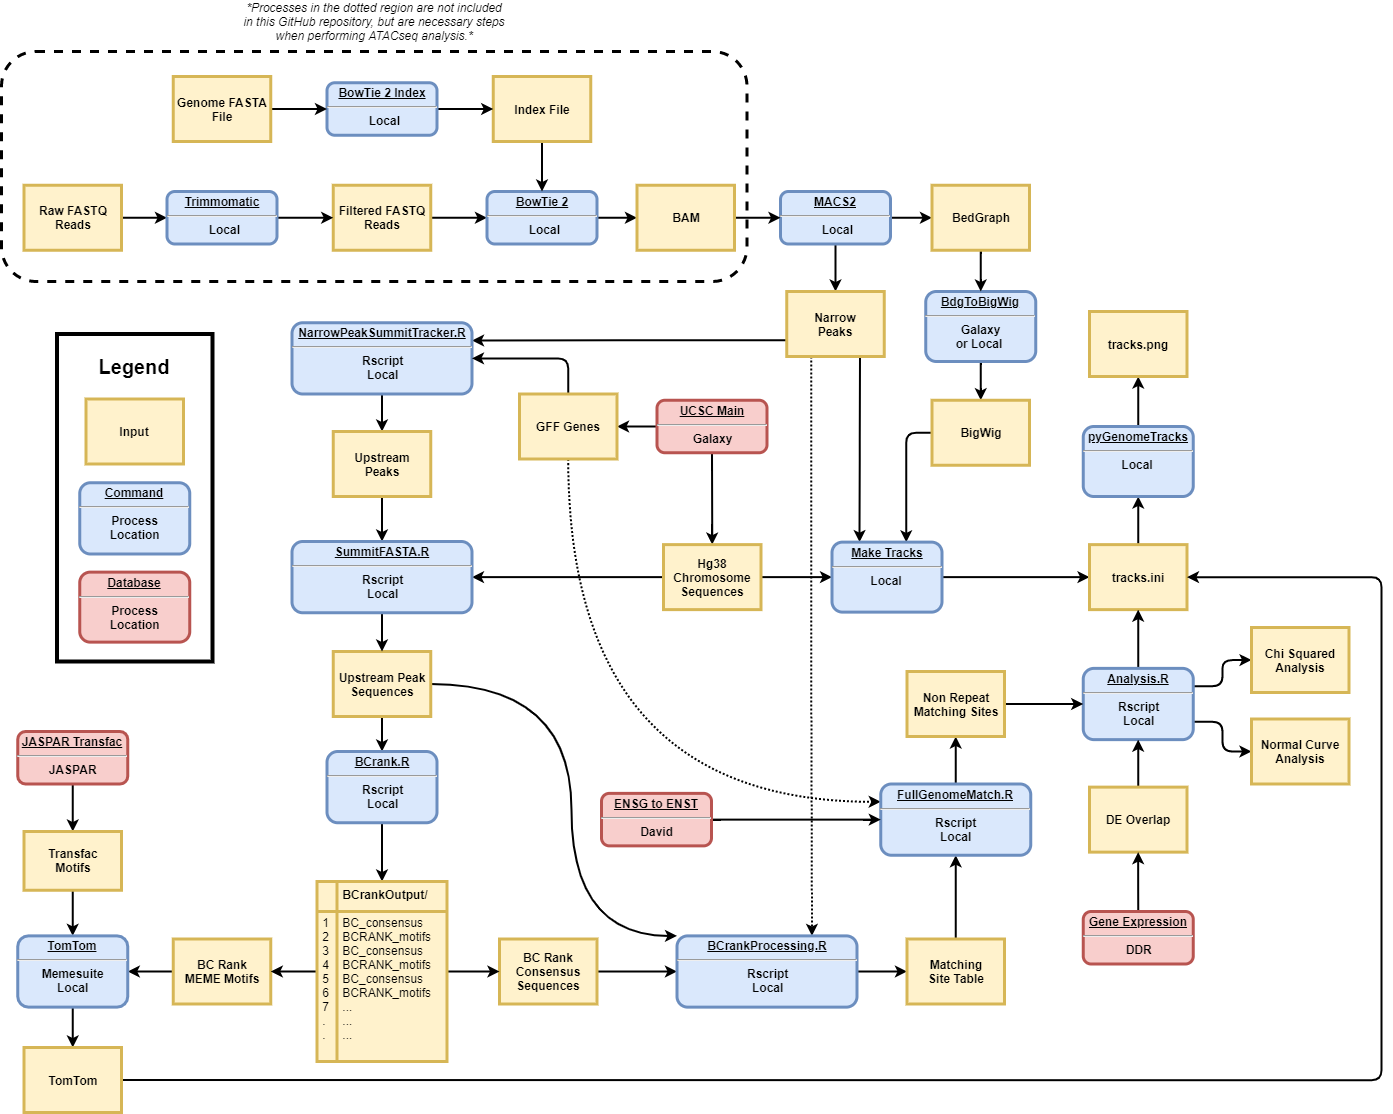 *Processes in the dotted region are not included
in this GitHub repository, but are necessary steps
when performing ATACseq analysis.*
Genome FASTA
File
BowTie 2 Index
Local
Index File
Raw FASTQ
Reads
Trimmomatic
Local
Filtered FASTQ
Reads
BowTie 2
Local
BAM
MACS2
Local
BedGraph
Narrow
Peaks
BdgToBigWig
Galaxy
or Local
BigWig
NarrowPeakSummitTracker.R
Rscript
Local
GFF Genes
UCSC Main
Galaxy
tracks.png
pyGenomeTracks
Local
Legend
Input
Command
Process
Location
Database
Process
Location
Upstream
Peaks
SummitFASTA.R
Rscript
Local
Hg38
Chromosome
Sequences
Make Tracks
Local
tracks.ini
Upstream Peak
Sequences
Non Repeat
Matching Sites
Analysis.R
Rscript
Local
Chi Squared
Analysis
Normal Curve
Analysis
JASPAR Transfac
JASPAR
BCrank.R
Rscript
Local
ENSG to ENST
David
FullGenomeMatch.R
Rscript
Local
DE Overlap
Transfac
Motifs
Gene Expression
DDR
TomTom
Memesuite
Local
BC Rank
MEME Motifs
BCrankOutput/
1 BC_consensus
2 BCRANK_motifs
3 BC_consensus
4 BCRANK_motifs
5 BC_consensus
6 BCRANK_motifs
7 ...
. ...
. ...
BC Rank
Consensus
Sequences
BCrankProcessing.R
Rscript
Local
Matching
Site Table
TomTom